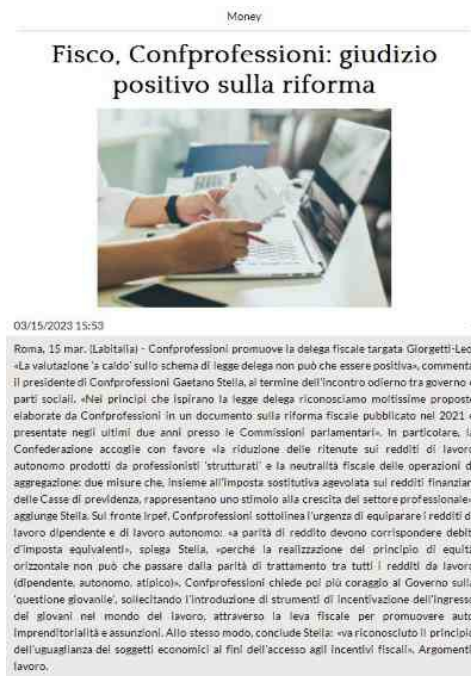 Money
Fisco, Confprofessioni: giudizio
positivo sulla riforma
03/15/2023 15:53
Roma, 15 mar. (Labitalia) - Confprofessioni promuove la delega fiscale targata Giorgetti-Leo
«La valutazione 'a caldo' sullo schema di legge delega non può che essere positiva», commenta
il presidente di Confprofessioni Gaetano Stella, al termine dell'incontro odierno tra governo e
parti sociali. «Nei principi che ispirano la legge delega riconosciamo moltissime proposte
elaborate da Confprofessioni in un documento sulla riforma fiscale pubblicato nel 2021 e
presentate negli ultimi due anni presso le Commissioni parlamentari». In particolare, la
Confederazione accoglie con favore «la riduzione delle ritenute sui redditi di lavoro
autonomo prodotti da professionisti 'strutturati' e la neutralità fiscale delle operazioni d
aggregazione: due misure che, insieme all'imposta sostitutiva agevolata sui redditi finanziar
delle Casse di previdenza, rappresentano uno stimolo alla crescita del settore professionale»
aggiunge Stella. Sul fronte Irpef, Confprofessioni sottolinea l'urgenza di equiparare i redditi d
lavoro dipendente e di lavoro autonomo: «a parità di reddito devono corrispondere debit
d'imposta equivalenti», spiega Stella, «perché la realizzazione del principio di equità
orizzontale non può che passare dalla parità di trattamento tra tutti i redditi da lavoro
(dipendente, autonomo, atipico)». Confprofessioni chiede poi più coraggio al Governo sulla
'questione giovanile', sollecitando l'introduzione di strumenti di incentivazione dell'ingresso
dei giovani nel mondo del lavoro, attraverso la leva fiscale per promuovere auto
imprenditorialità e assunzioni. Allo stesso modo, conclude Stella: «va riconosciuto il principio
dell'uguaglianza dei soggetti economici ai fini dell'accesso agli incentivi fiscali». Argomenti
lavoro.